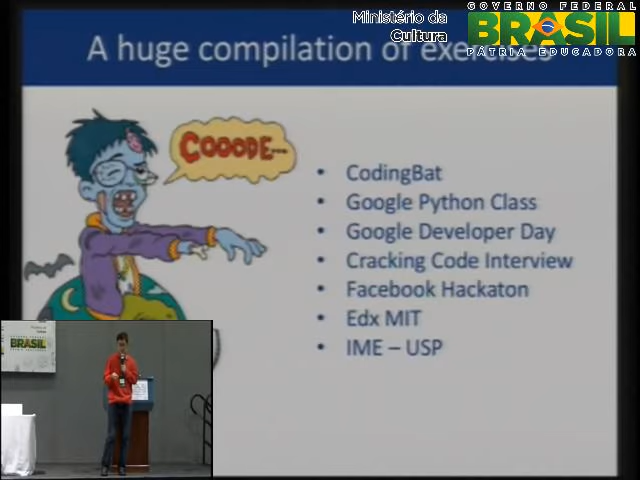 Ministério da
Cultura
GOVERNO FEDERAL
BRASIL
PÁTRIA EDUCADORA
A huge compilation of exercises
COOODE...
• CodingBat
• Google Python Class
• Google Developer Day
• Cracking Code Interview
• Facebook Hackaton
• Edx MIT
• IME – USP
BRASIL